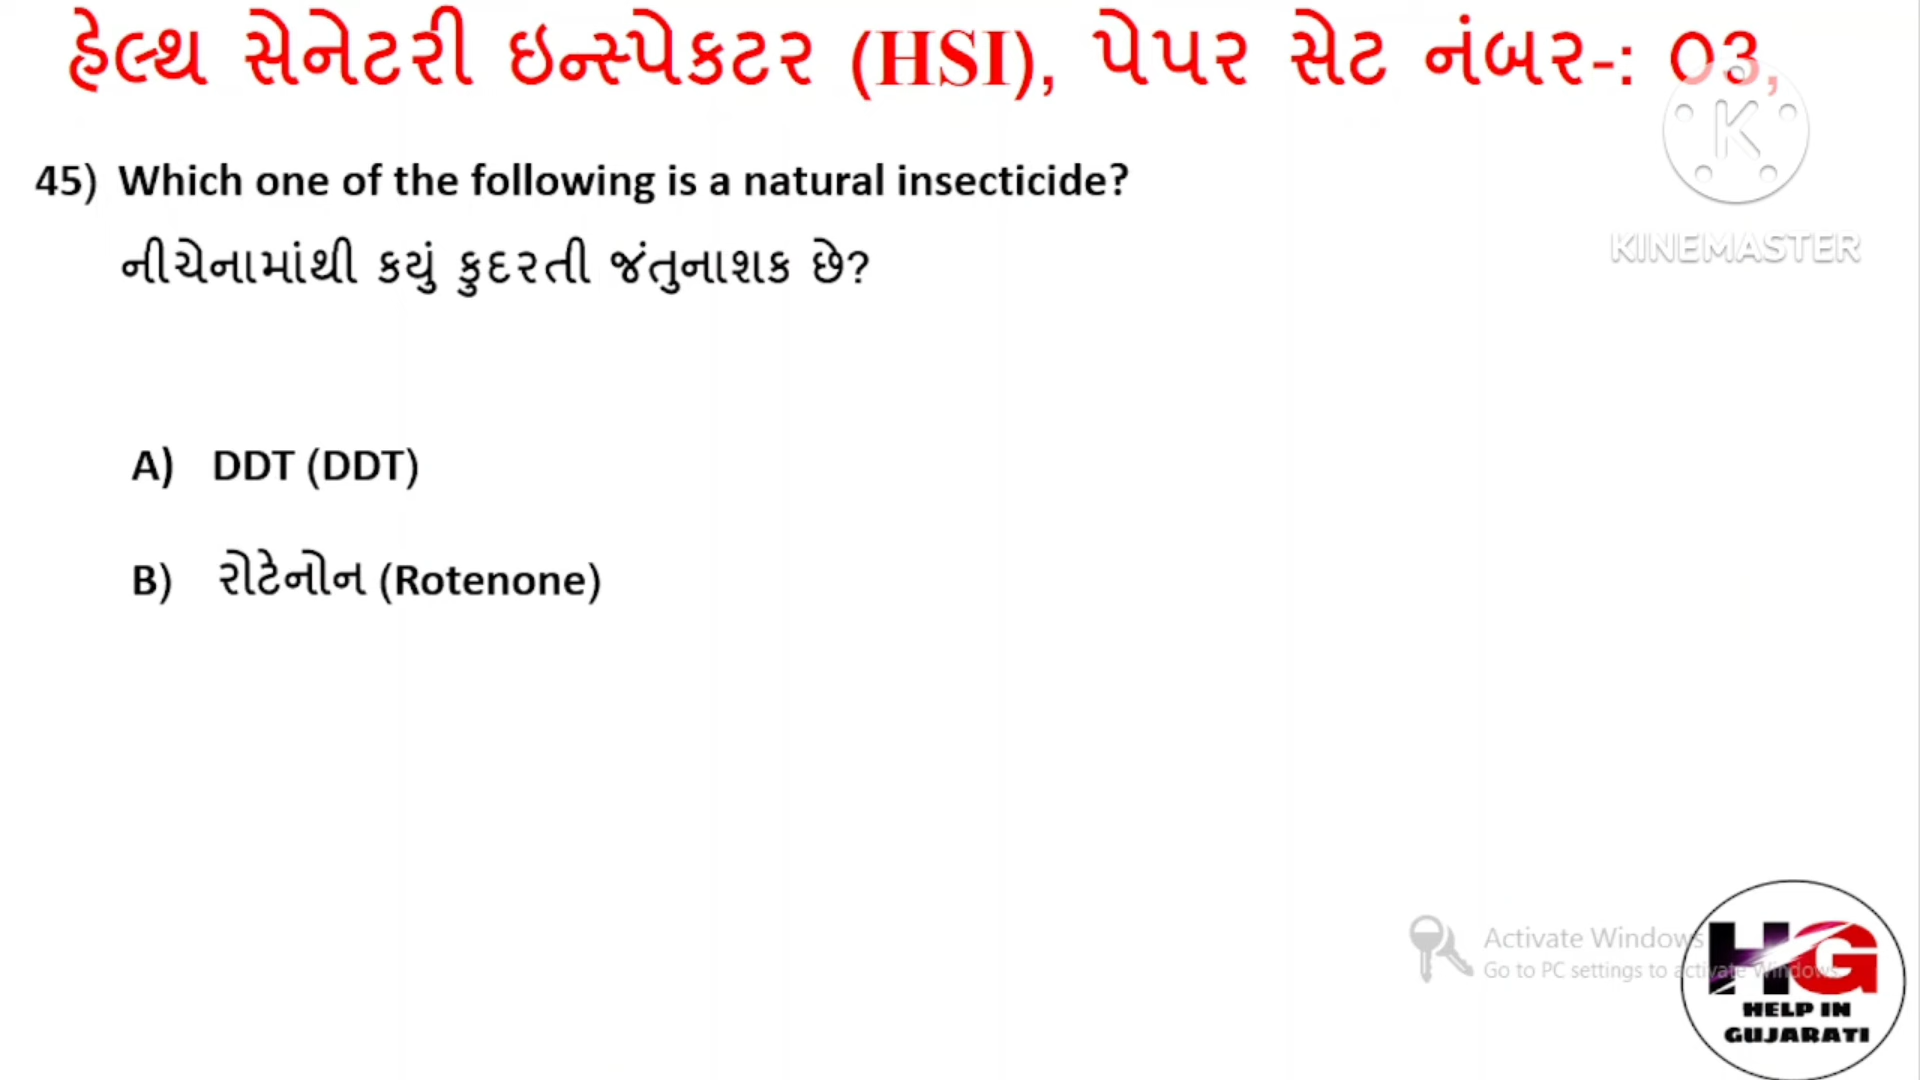 હેલ્થ સેનેટરી ઇન્સ્પેકટર (HSI), પેપર સેટ નંબર-: 03,
K
KINEMASTER
45) Which one of the following is a natural insecticide?
નીચેનામાંથી કયું કુદરતી જંતુનાશક છે?
A) DDT (DDT)
B) રોટેનોન (Rotenone)
Activate Windows
Go to PC settings to activate Windows.
HG
HELP IN
GUJARATI